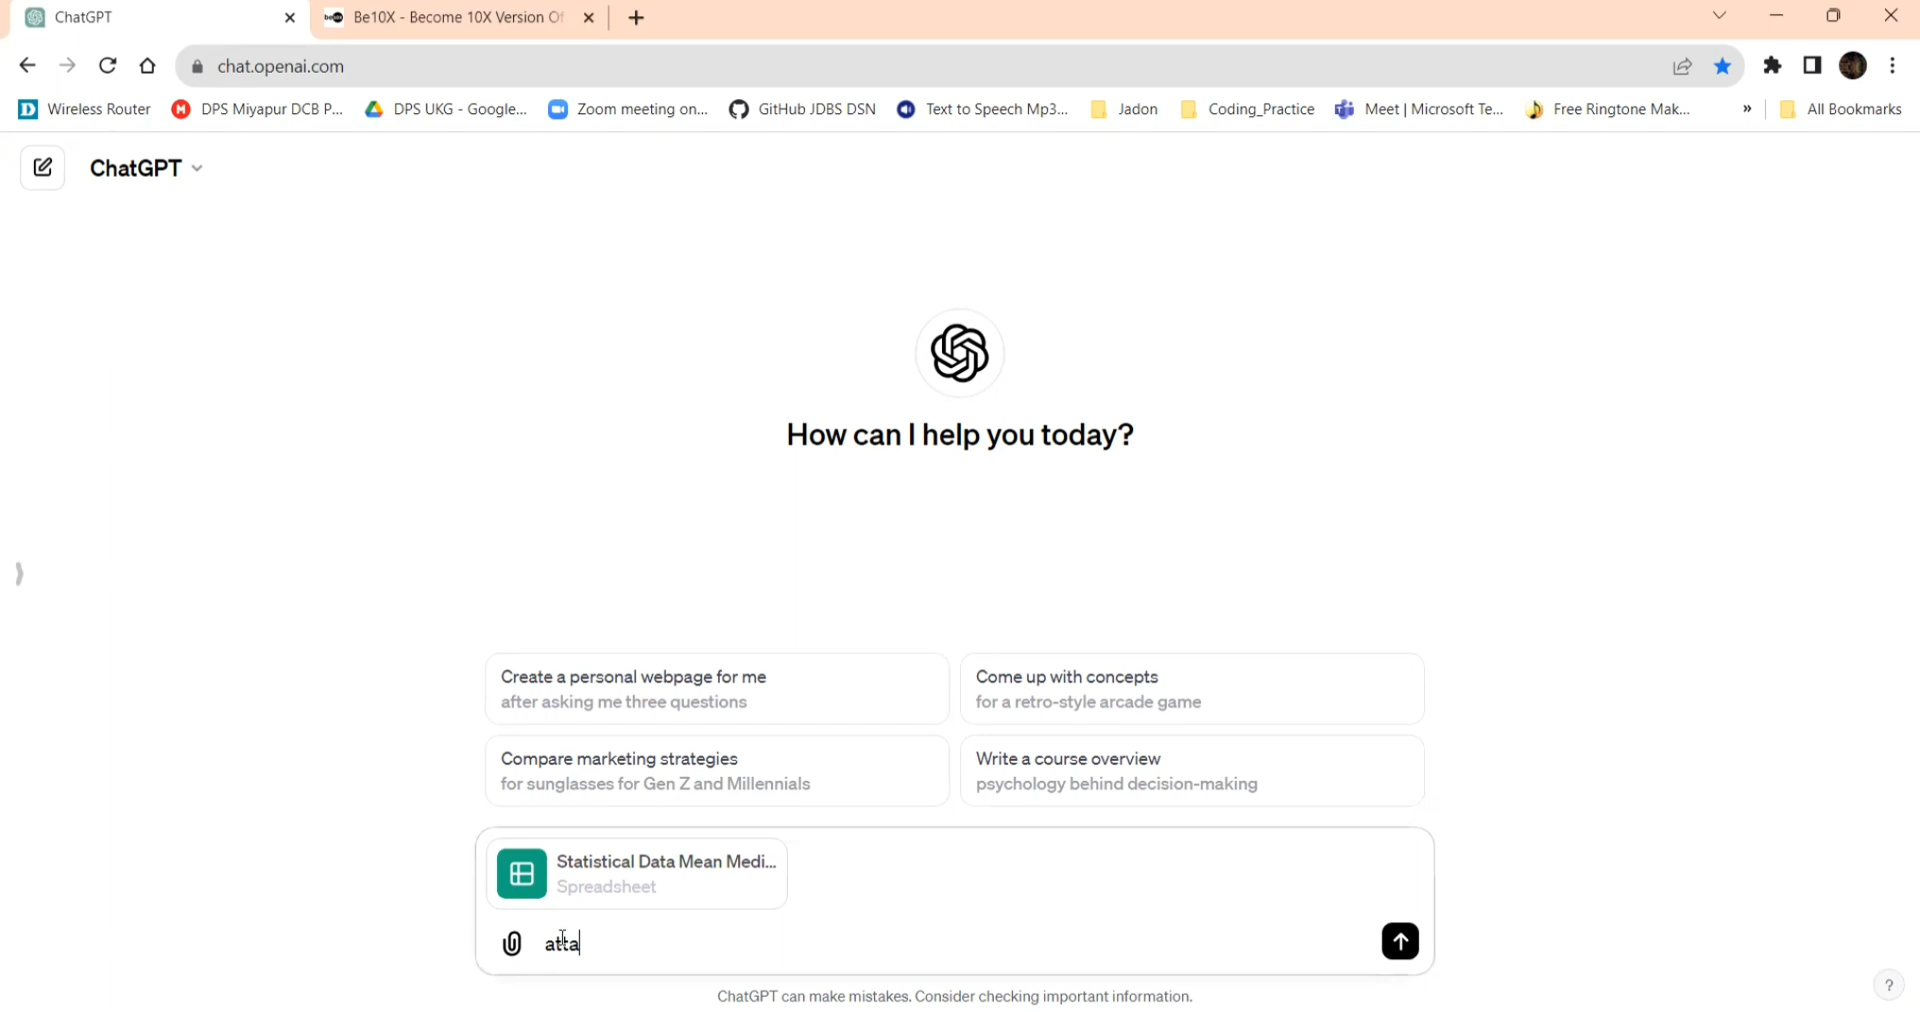 ChatGPT
Be10X - Become 10X Version Of
chat.openai.com
Wireless Router
DPS Miyapur DCB P...
DPS UKG - Google...
Zoom meeting on...
GitHub JDBS DSN
Text to Speech Mp3...
Jadon
Coding_Practice
Meet | Microsoft Te...
Free Ringtone Mak...
»
All Bookmarks
ChatGPT
How can I help you today?
Create a personal webpage for me
after asking me three questions
Come up with concepts
for a retro-style arcade game
Compare marketing strategies
for sunglasses for Gen Z and Millennials
Write a course overview
psychology behind decision-making
Statistical Data Mean Medi...
Spreadsheet
atta
ChatGPT can make mistakes. Consider checking important information.
?